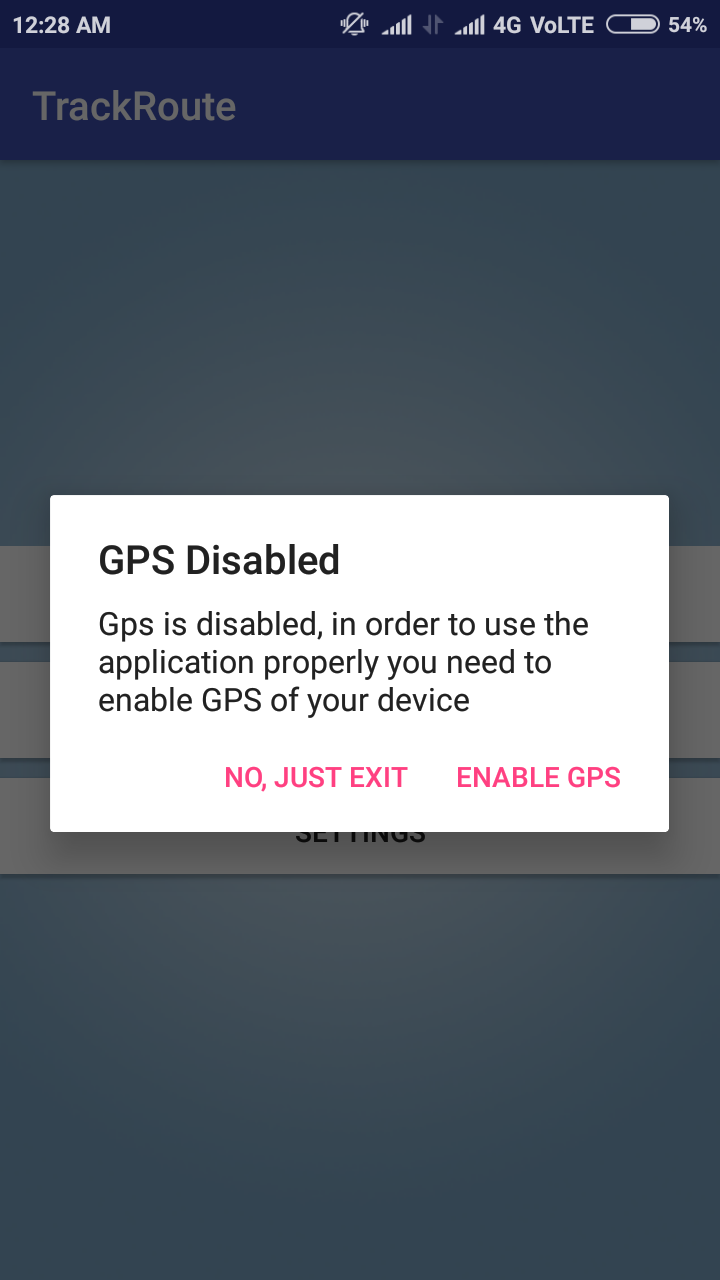 12:28 AM 4G VoLTE 54%
TrackRoute
GPS Disabled
Gps is disabled, in order to use the
application properly you need to
enable GPS of your device
NO, JUST EXIT ENABLE GPS
SETTINGS